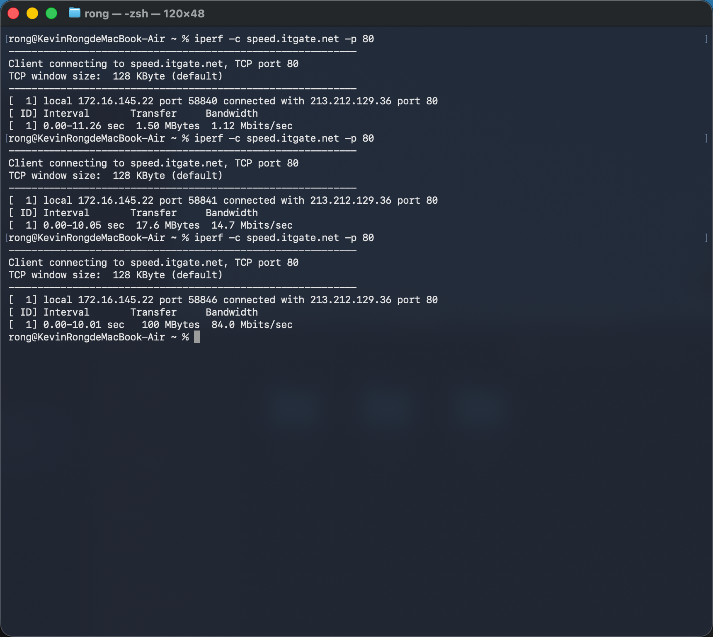 rong — -zsh — 120×48
[rong@KevinRongdeMacBook-Air ~ % iperf -c speed.itgate.net -p 80 ]
------------------------------------------------------------
Client connecting to speed.itgate.net, TCP port 80
TCP window size:  128 KByte (default)
------------------------------------------------------------
[  1] local 172.16.145.22 port 58840 connected with 213.212.129.36 port 80
[ ID] Interval       Transfer     Bandwidth
[  1] 0.00-11.26 sec  1.50 MBytes  1.12 Mbits/sec
[rong@KevinRongdeMacBook-Air ~ % iperf -c speed.itgate.net -p 80 ]
------------------------------------------------------------
Client connecting to speed.itgate.net, TCP port 80
TCP window size:  128 KByte (default)
------------------------------------------------------------
[  1] local 172.16.145.22 port 58841 connected with 213.212.129.36 port 80
[ ID] Interval       Transfer     Bandwidth
[  1] 0.00-10.05 sec  17.6 MBytes  14.7 Mbits/sec
[rong@KevinRongdeMacBook-Air ~ % iperf -c speed.itgate.net -p 80 ]
------------------------------------------------------------
Client connecting to speed.itgate.net, TCP port 80
TCP window size:  128 KByte (default)
------------------------------------------------------------
[  1] local 172.16.145.22 port 58846 connected with 213.212.129.36 port 80
[ ID] Interval       Transfer     Bandwidth
[  1] 0.00-10.01 sec   100 MBytes  84.0 Mbits/sec
rong@KevinRongdeMacBook-Air ~ %